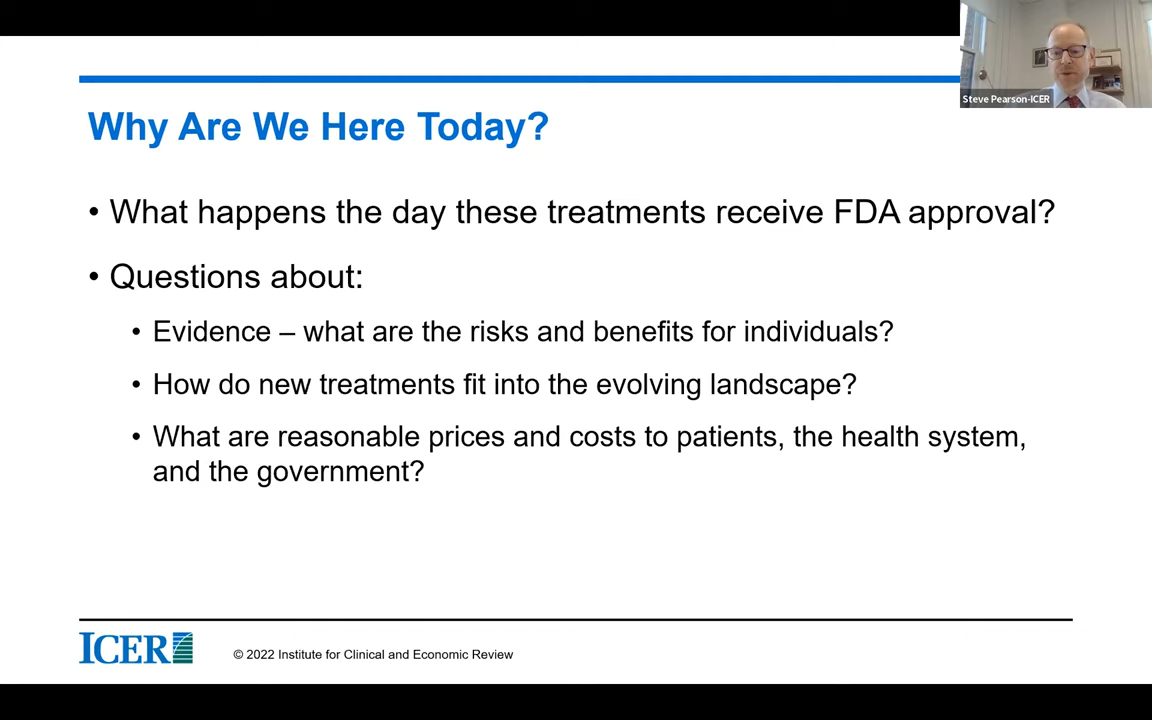 Steve Pearson-ICER
Why Are We Here Today?
• What happens the day these treatments receive FDA approval?
• Questions about:
• Evidence – what are the risks and benefits for individuals?
• How do new treatments fit into the evolving landscape?
• What are reasonable prices and costs to patients, the health system,
and the government?
ICER
© 2022 Institute for Clinical and Economic Review